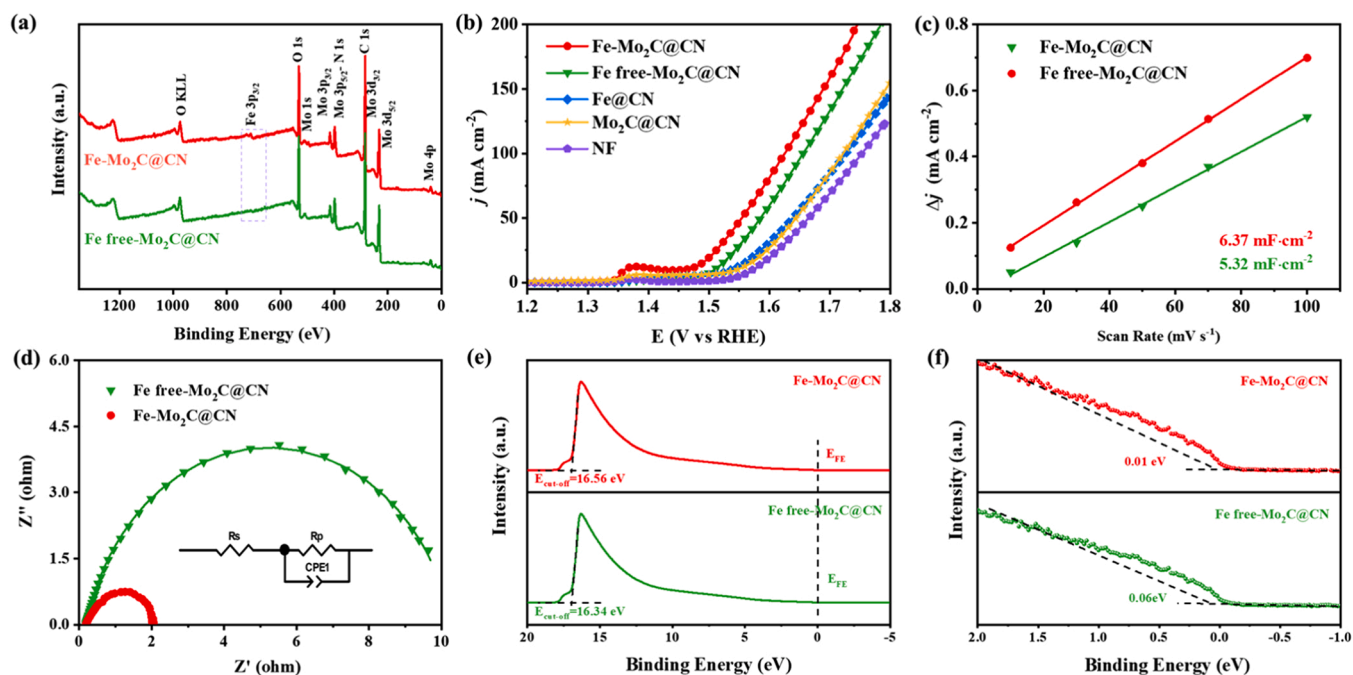 (a)
Intensity (a.u.)
O KLL
Fe 3p3/2
O 1s
Mo 1s
Mo 3p3/2
Mo 3p5/2- N 1s
C 1s
Mo 3d3/2
Mo 3d5/2
Mo 4p
Fe-Mo2C@CN
Fe free-Mo2C@CN
1200 1000 800 600 400 200 0
Binding Energy (eV)
(b)
j (mA cm-2)
200
150
100
50
0
Fe-Mo2C@CN
Fe free-Mo2C@CN
Fe@CN
Mo2C@CN
NF
1.2 1.3 1.4 1.5 1.6 1.7 1.8
E (V vs RHE)
(c)
Δj (mA cm-2)
0.8
0.6
0.4
0.2
0.0
Fe-Mo2C@CN
Fe free-Mo2C@CN
6.37 mF·cm-2
5.32 mF·cm-2
0 20 40 60 80 100
Scan Rate (mV s-1)
(d)
Z'' (ohm)
6.0
4.5
3.0
1.5
0.0
Fe free-Mo2C@CN
Fe-Mo2C@CN
Rs
Rp
CPE1
0 2 4 6 8 10
Z' (ohm)
(e)
Intensity (a.u.)
Fe-Mo2C@CN
EFE
Ecut-off=16.56 eV
Fe free-Mo2C@CN
EFE
Ecut-off=16.34 eV
20 15 10 5 0 -5
Binding Energy (eV)
(f)
Intensity (a.u.)
Fe-Mo2C@CN
0.01 eV
Fe free-Mo2C@CN
0.06eV
2.0 1.5 1.0 0.5 0.0 -0.5 -1.0
Binding Energy (eV)